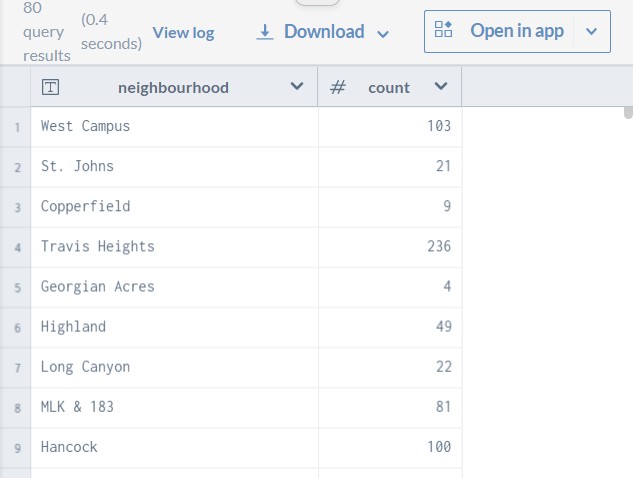 80 query results
(0.4 seconds)
View log
Download
Open in app
T neighbourhood
# count
1 West Campus 103
2 St. Johns 21
3 Copperfield 9
4 Travis Heights 236
5 Georgian Acres 4
6 Highland 49
7 Long Canyon 22
8 MLK & 183 81
9 Hancock 100